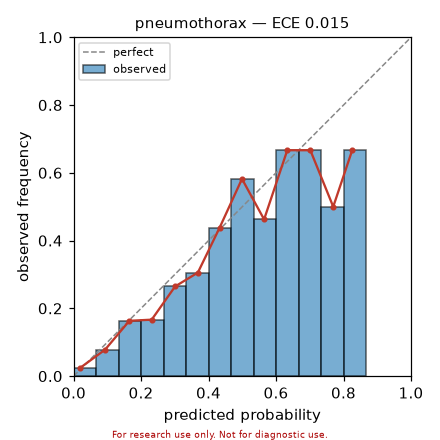 pneumothorax — ECE 0.015
perfect
observed
1.0
0.8
0.6
0.4
0.2
0.0
observed frequency
0.0 0.2 0.4 0.6 0.8 1.0
predicted probability
For research use only. Not for diagnostic use.